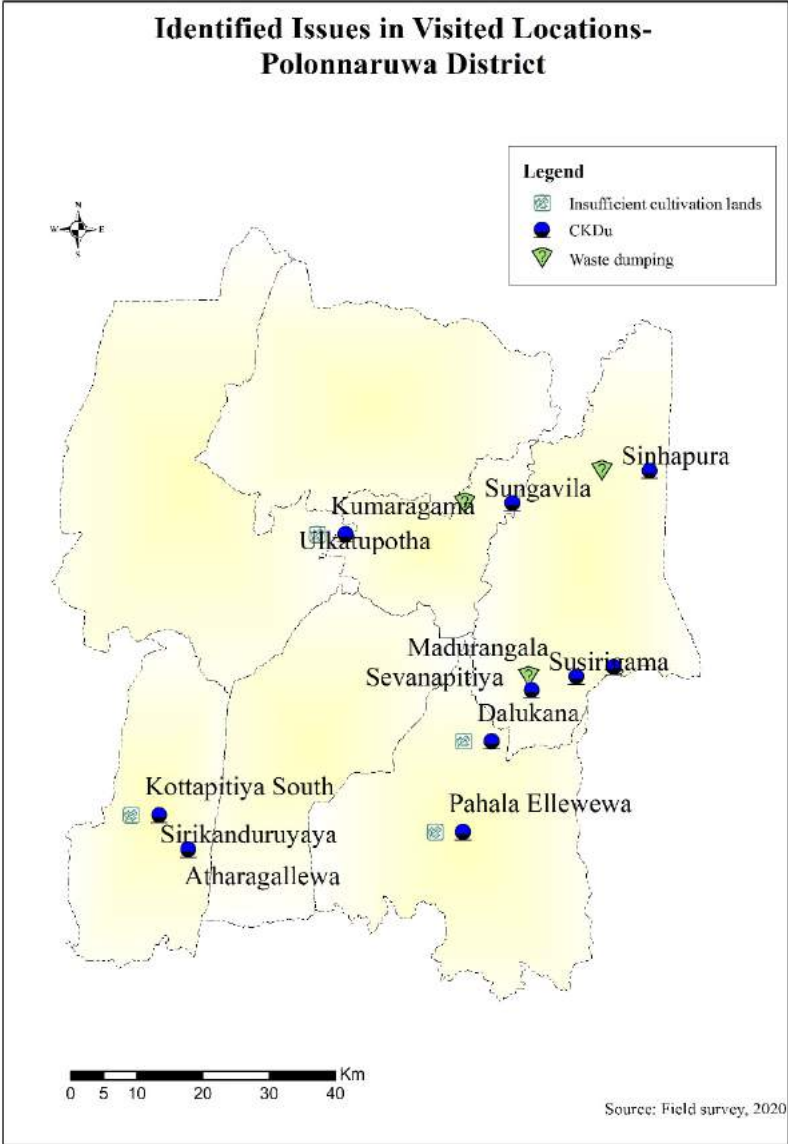 Identified Issues in Visited Locations-
Polonnaruwa District
Legend
Insufficient cultivation lands
CKDu
Waste dumping
N
W E
S
Sinhapura
Sungavila
Kumaragama
Ulkatupotha
Madurangala
Susirigama
Sevanapitiya
Dalukana
Kottapitiya South
Pahala Ellewewa
Sirikanduruyaya
Atharagallewa
Km
0 5 10 20 30 40
Source: Field survey, 2020